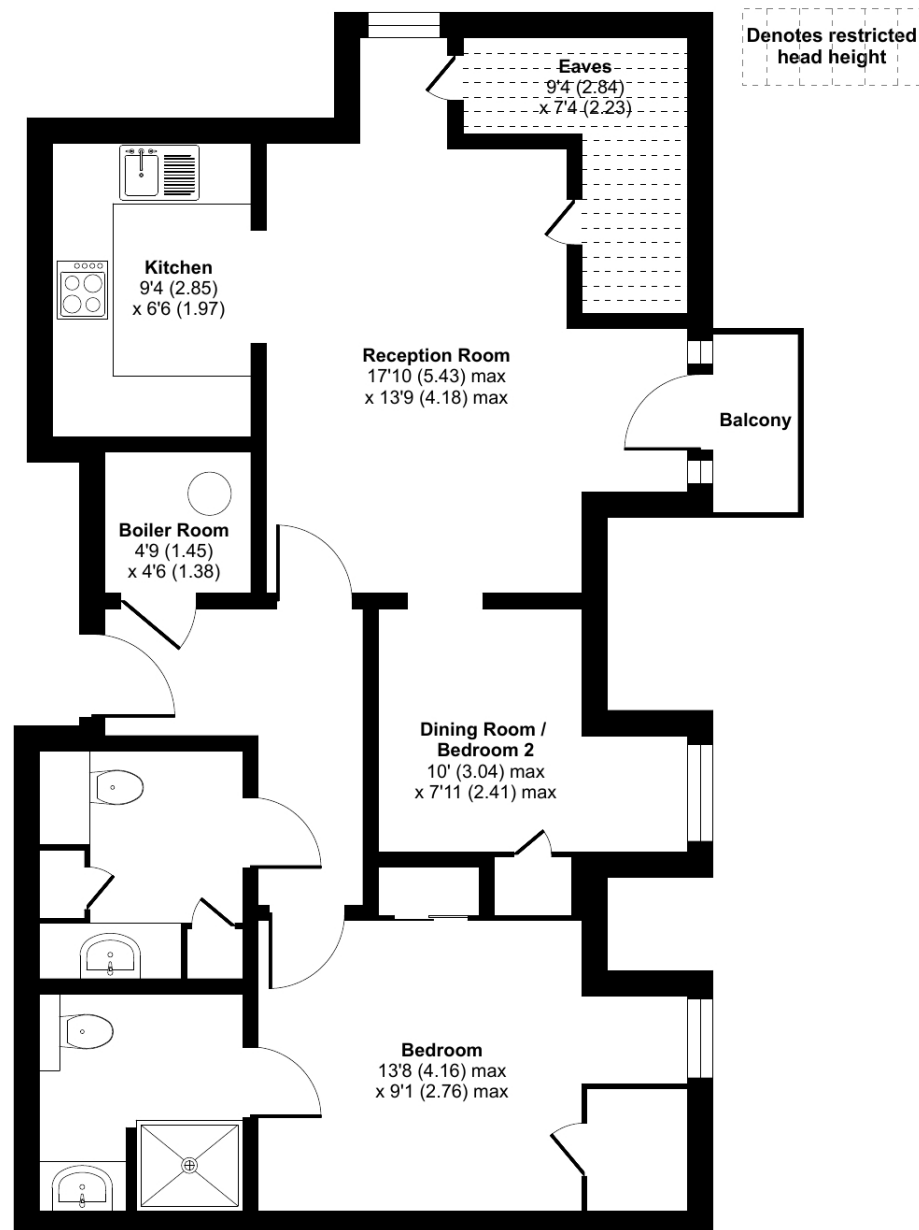 Denotes restricted
head height
Eaves
9'4 (2.84)
x 7'4 (2.23)
Kitchen
9'4 (2.85)
x 6'6 (1.97)
Reception Room
17'10 (5.43) max
x 13'9 (4.18) max
Balcony
Boiler Room
4'9 (1.45)
x 4'6 (1.38)
Dining Room /
Bedroom 2
10' (3.04) max
x 7'11 (2.41) max
Bedroom
13'8 (4.16) max
x 9'1 (2.76) max